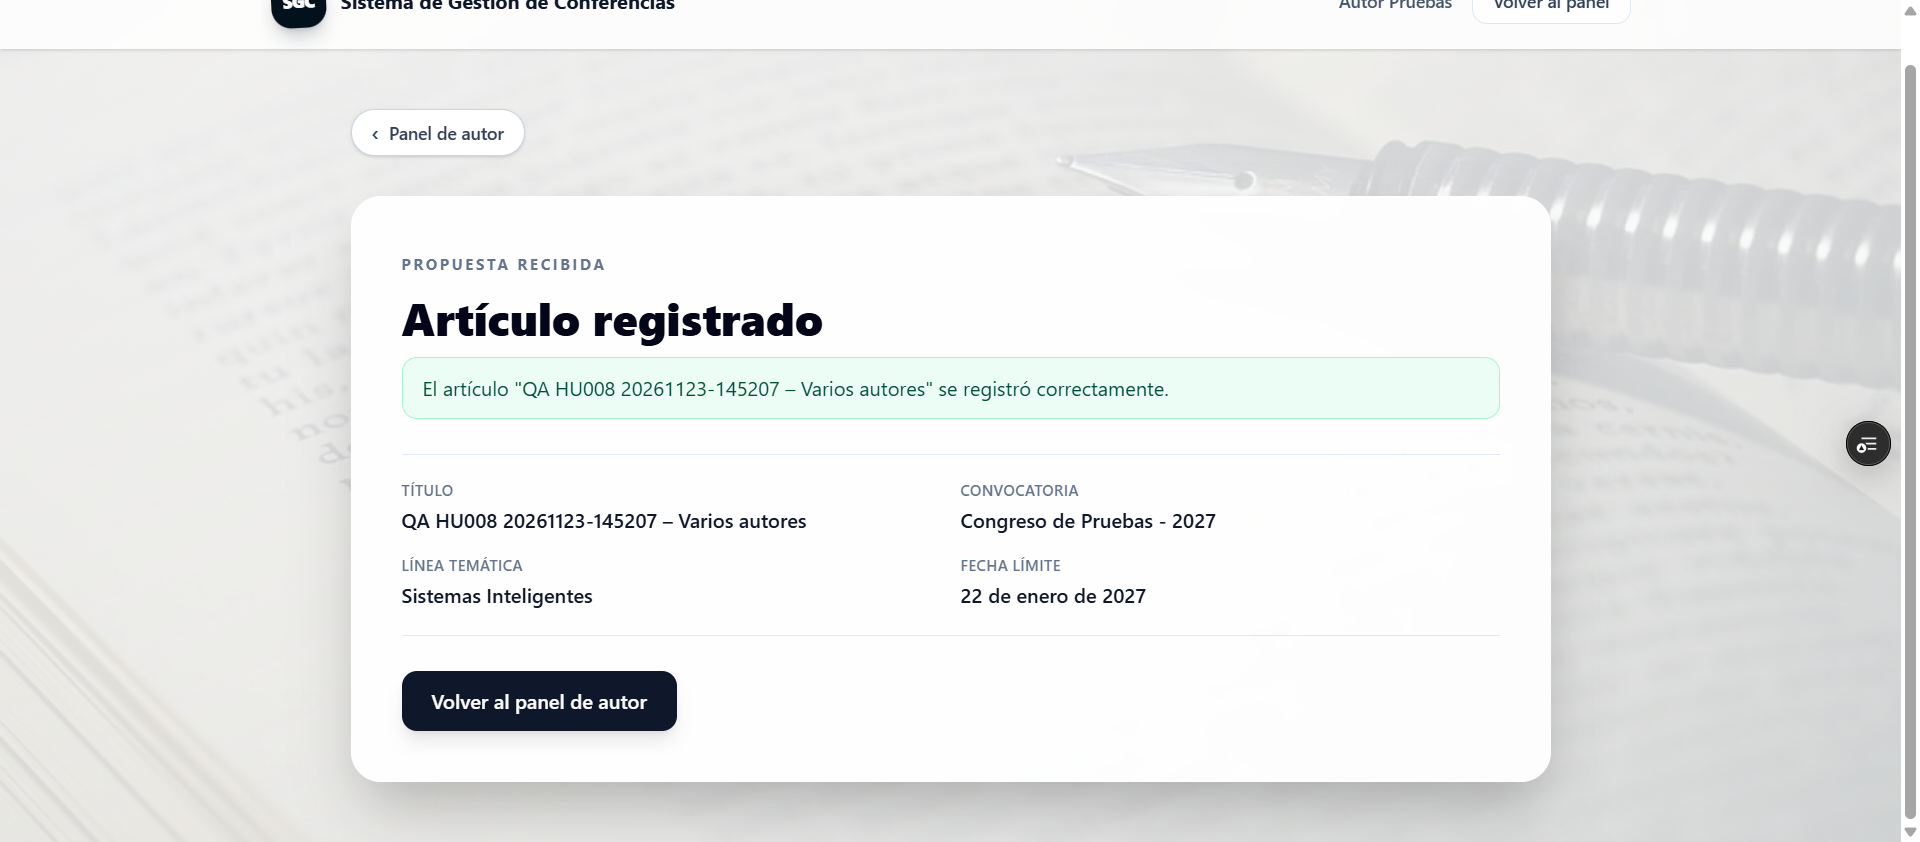 SGC Sistema de Gestión de Conferencias
Autor Pruebas
Volver al panel
‹ Panel de autor
PROPUESTA RECIBIDA
Artículo registrado
El artículo "QA HU008 20261123-145207 – Varios autores" se registró correctamente.
TÍTULO
QA HU008 20261123-145207 – Varios autores
CONVOCATORIA
Congreso de Pruebas - 2027
LÍNEA TEMÁTICA
Sistemas Inteligentes
FECHA LÍMITE
22 de enero de 2027
Volver al panel de autor